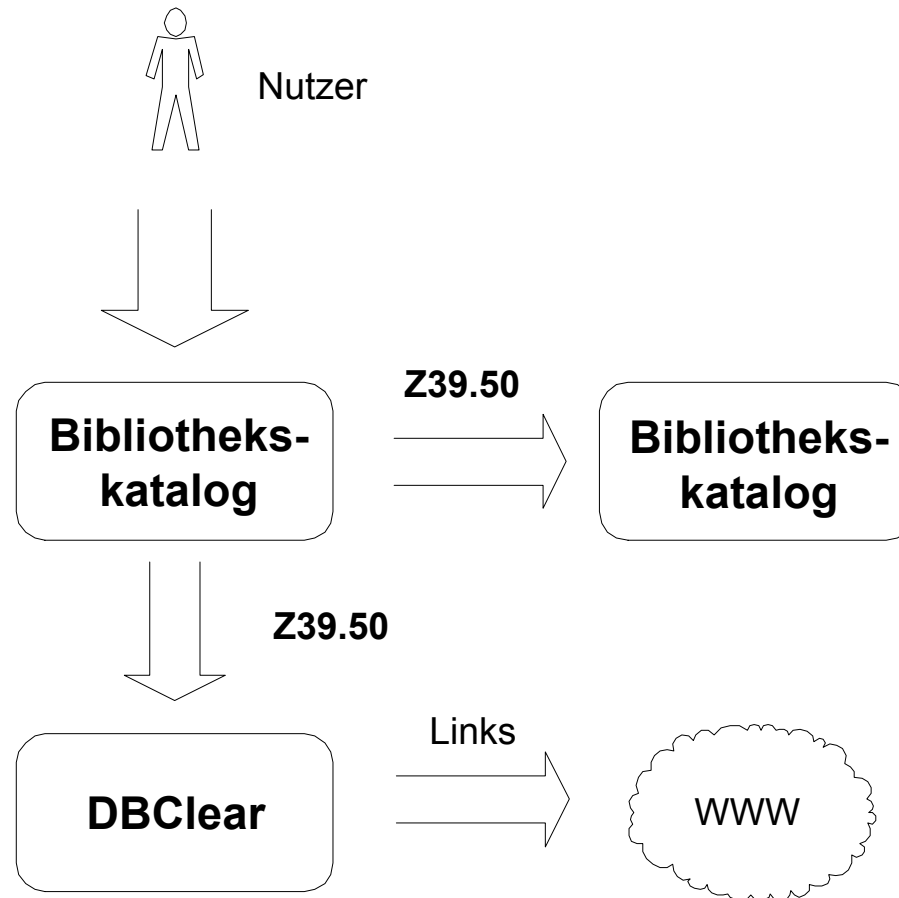 Nutzer
Z39.50
Bibliotheks-
katalog
Bibliotheks-
katalog
Z39.50
Links
DBClear
WWW